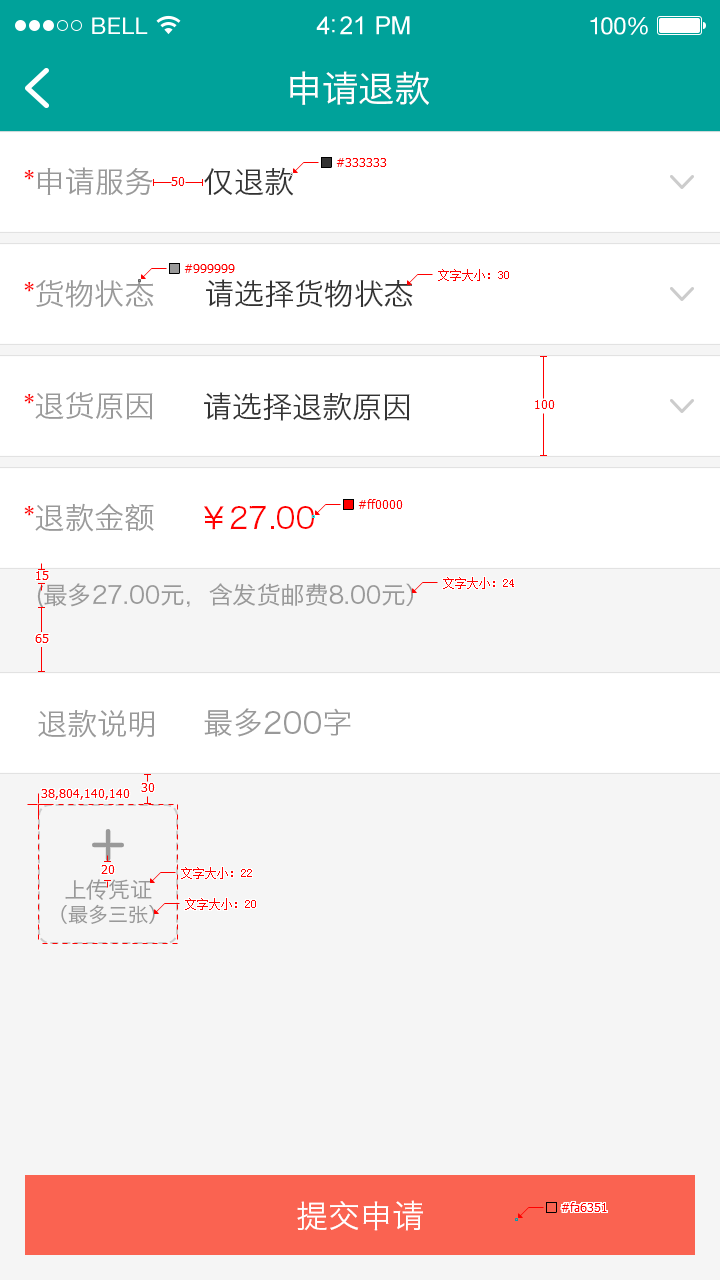 BELL 4:21 PM 100%
申请退款
*申请服务 50 仅退款 #333333
#999999
*货物状态 请选择货物状态 文字大小：30
*退货原因 请选择退款原因 100
*退款金额 ￥27.00 #ff0000
15
(最多27.00元，含发货邮费8.00元) 文字大小：24
65
退款说明 最多200字
30
38,804,140,140
20
上传凭证 文字大小：22
(最多三张) 文字大小：20
提交申请 #fa6351